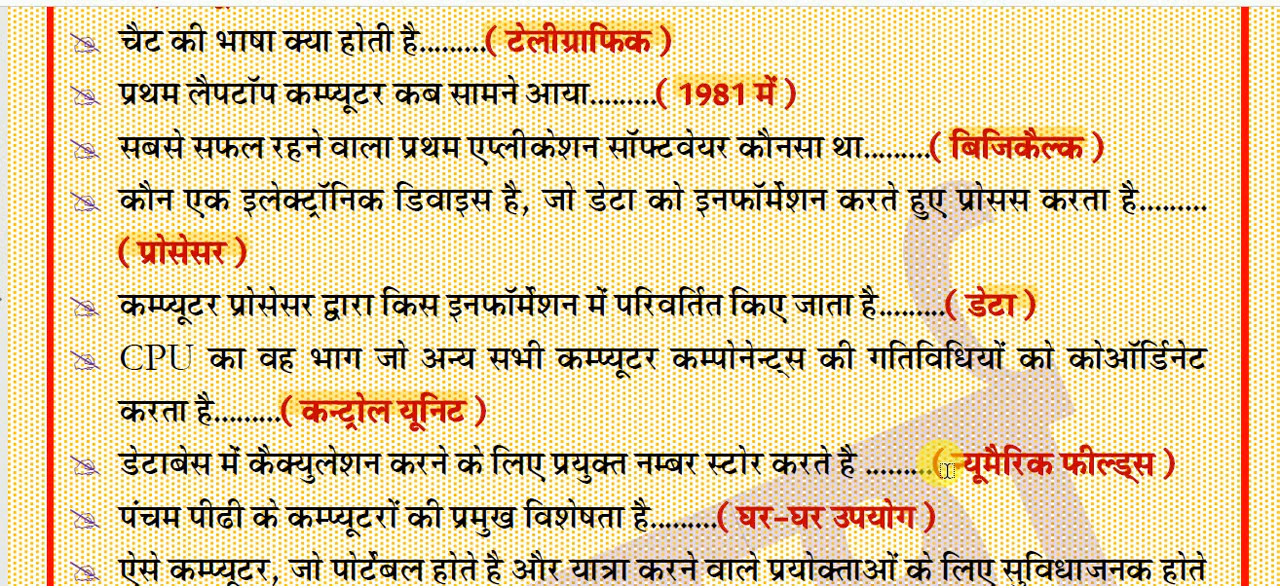 चैट की भाषा क्या होती है.........( टेलीग्राफिक )
प्रथम लैपटॉप कम्प्यूटर कब सामने आया.........( 1981 में )
सबसे सफल रहने वाला प्रथम एप्लीकेशन सॉफ्टवेयर कौनसा था.........( बिजिकैल्क )
कौन एक इलेक्ट्रॉनिक डिवाइस है, जो डेटा को इनफॉर्मेशन करते हुए प्रोसस करता है.........
( प्रोसेसर )
कम्प्यूटर प्रोसेसर द्वारा किस इनफॉर्मेशन में परिवर्तित किए जाता है.........( डेटा )
CPU का वह भाग जो अन्य सभी कम्प्यूटर कम्पोनेन्ट्स की गतिविधियों को कोऑर्डिनेट
करता है.........( कन्ट्रोल यूनिट )
डेटाबेस में कैक्युलेशन करने के लिए प्रयुक्त नम्बर स्टोर करते है .........( न्यूमैरिक फील्ड्स )
पंचम पीढी के कम्प्यूटरों की प्रमुख विशेषता है.........( घर-घर उपयोग )
ऐसे कम्प्यूटर, जो पोर्टेबल होते है और यात्रा करने वाले प्रयोक्ताओं के लिए सुविधाजनक होते